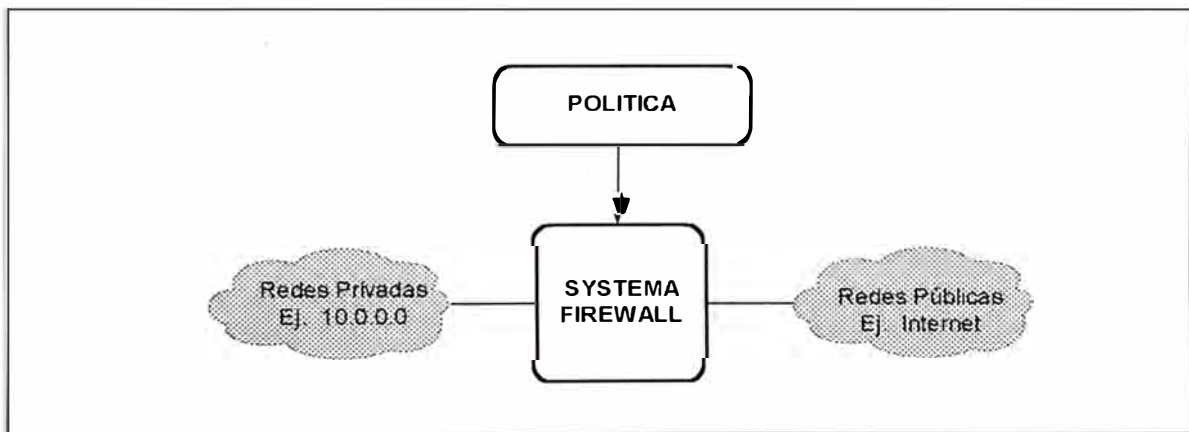 POLITICA
SYSTEMA
FIREWALL
Redes Privadas
Ej. 10.0.0.0
Redes Públicas
Ej. Internet